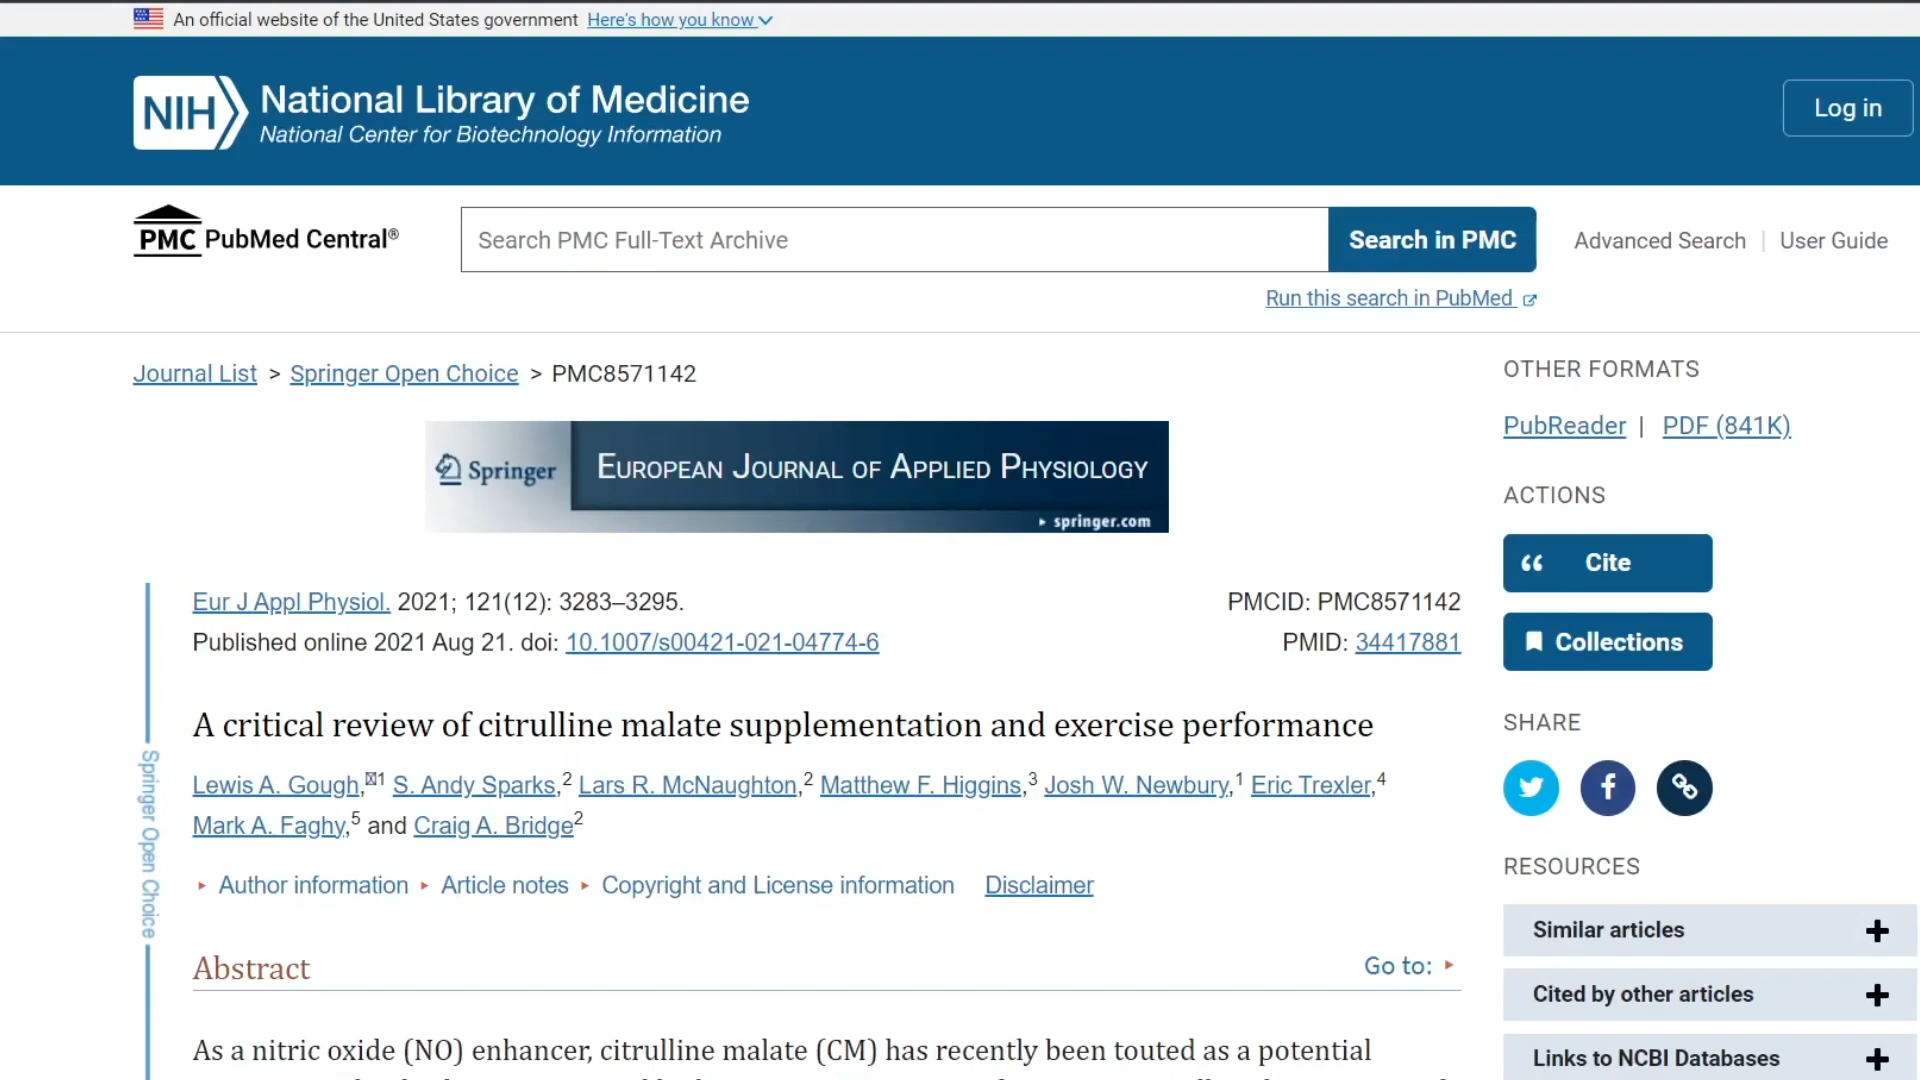 An official website of the United States government Here's how you know
NIH National Library of Medicine
National Center for Biotechnology Information
Log in
PMC PubMed Central®
Search PMC Full-Text Archive
Search in PMC
Advanced Search | User Guide
Run this search in PubMed
Journal List > Springer Open Choice > PMC8571142
Springer
EUROPEAN JOURNAL OF APPLIED PHYSIOLOGY
springer.com
Springer Open Choice
Eur J Appl Physiol. 2021; 121(12): 3283–3295.
PMCID: PMC8571142
Published online 2021 Aug 21. doi: 10.1007/s00421-021-04774-6
PMID: 34417881
A critical review of citrulline malate supplementation and exercise performance
Lewis A. Gough,1 S. Andy Sparks,2 Lars R. McNaughton,2 Matthew F. Higgins,3 Josh W. Newbury,1 Eric Trexler,4
Mark A. Faghy,5 and Craig A. Bridge2
Author information Article notes Copyright and License information Disclaimer
Abstract
Go to:
As a nitric oxide (NO) enhancer, citrulline malate (CM) has recently been touted as a potential
OTHER FORMATS
PubReader | PDF (841K)
ACTIONS
Cite
Collections
SHARE
RESOURCES
Similar articles
Cited by other articles
Links to NCBI Databases